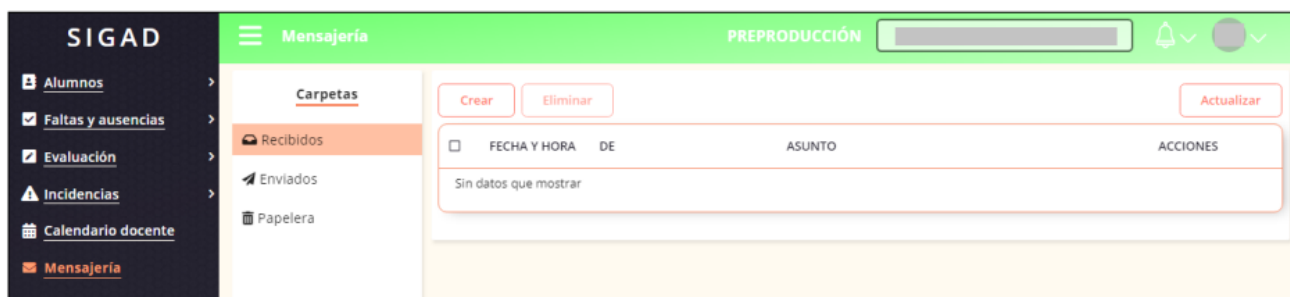 SIGAD
Mensajería
PREPRODUCCIÓN
Alumnos
Faltas y ausencias
Evaluación
Incidencias
Calendario docente
Mensajería
Carpetas
Recibidos
Enviados
Papelera
Crear
Eliminar
Actualizar
FECHA Y HORA DE ASUNTO ACCIONES
Sin datos que mostrar